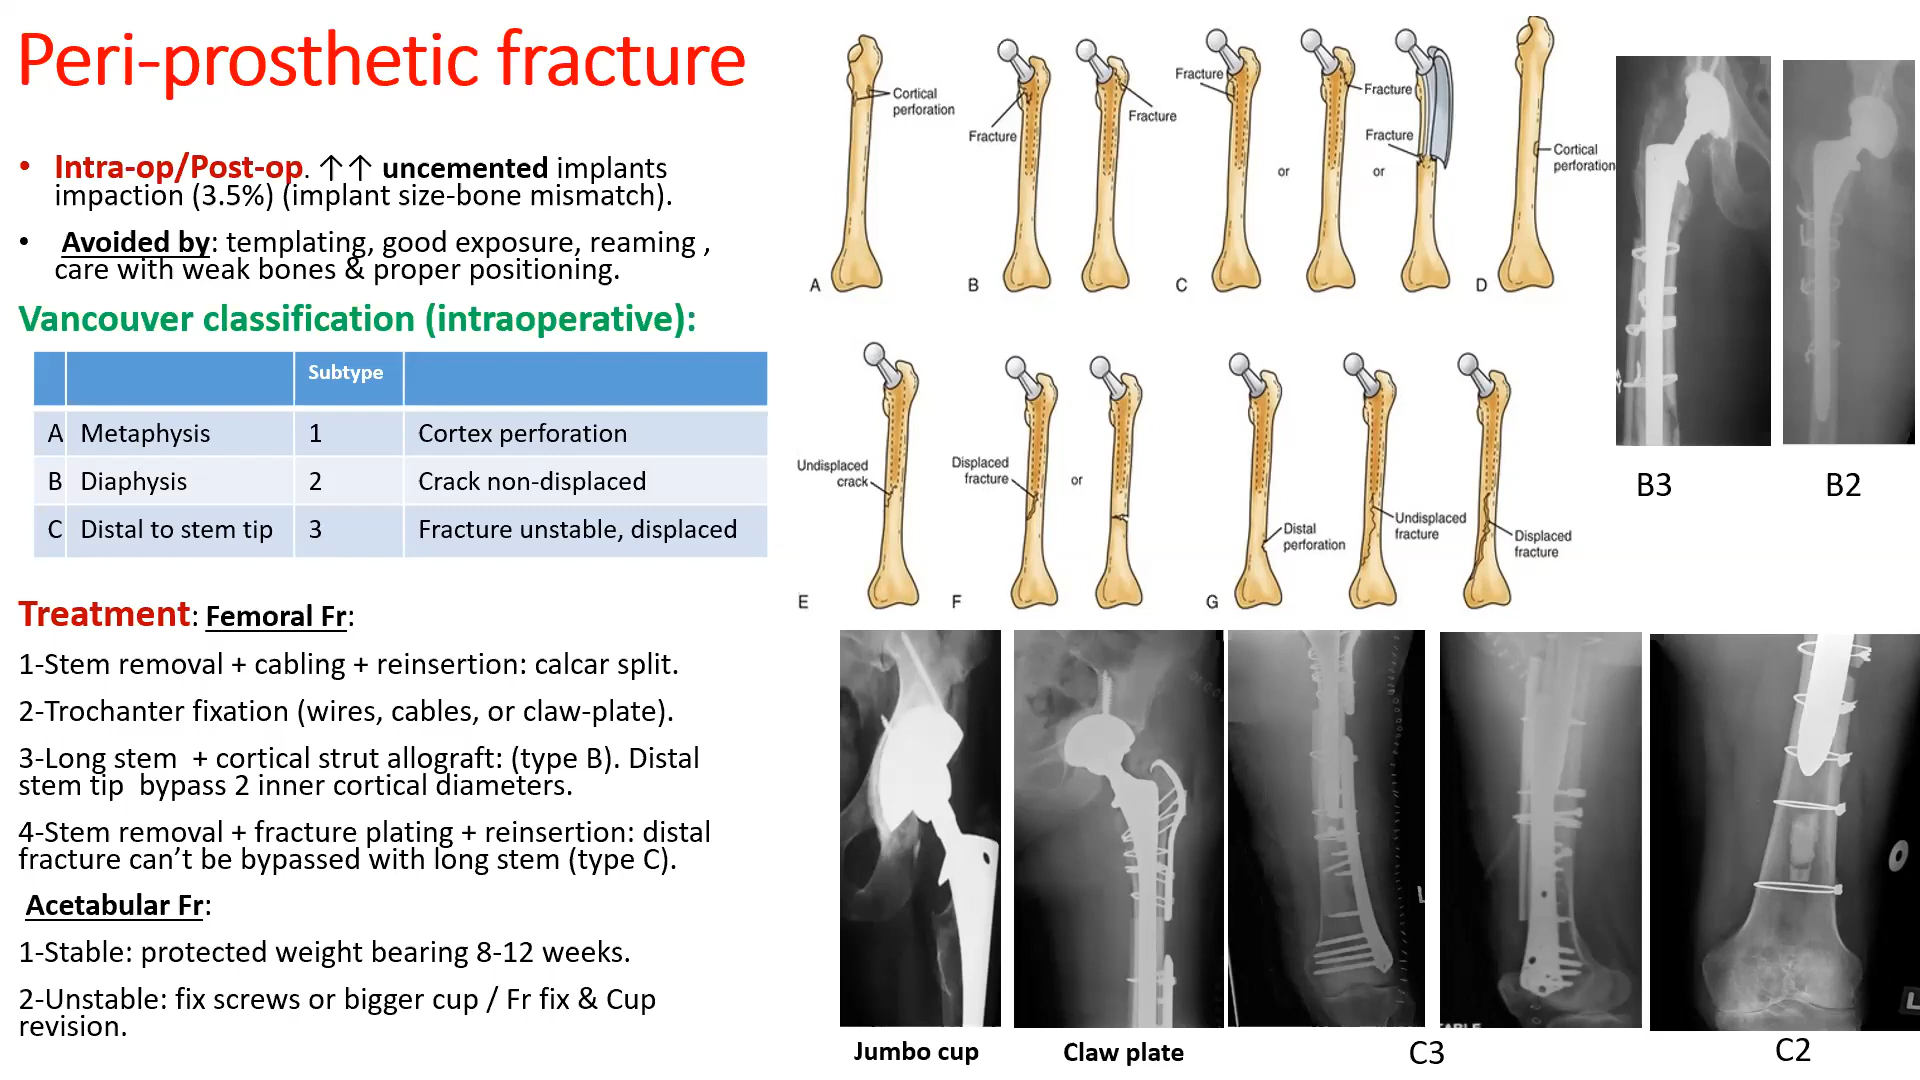 Peri-prosthetic fracture
• Intra-op/Post-op. ↑↑ uncemented implants
impaction (3.5%) (implant size-bone mismatch).
• Avoided by: templating, good exposure, reaming ,
care with weak bones & proper positioning.
Vancouver classification (intraoperative):
Subtype
A Metaphysis 1 Cortex perforation
B Diaphysis 2 Crack non-displaced
C Distal to stem tip 3 Fracture unstable, displaced
Treatment: Femoral Fr:
1-Stem removal + cabling + reinsertion: calcar split.
2-Trochanter fixation (wires, cables, or claw-plate).
3-Long stem + cortical strut allograft: (type B). Distal
stem tip bypass 2 inner cortical diameters.
4-Stem removal + fracture plating + reinsertion: distal
fracture can’t be bypassed with long stem (type C).
Acetabular Fr:
1-Stable: protected weight bearing 8-12 weeks.
2-Unstable: fix screws or bigger cup / Fr fix & Cup
revision.
Cortical
perforation
A
Fracture
Fracture
B
Fracture
or
Fracture
or
Fracture
C
Cortical
perforation
D
Undisplaced
crack
E
Displaced
fracture
or
F
Distal
perforation
Undisplaced
fracture
Displaced
fracture
G
B3
B2
L
L
Jumbo cup
Claw plate
C3
C2